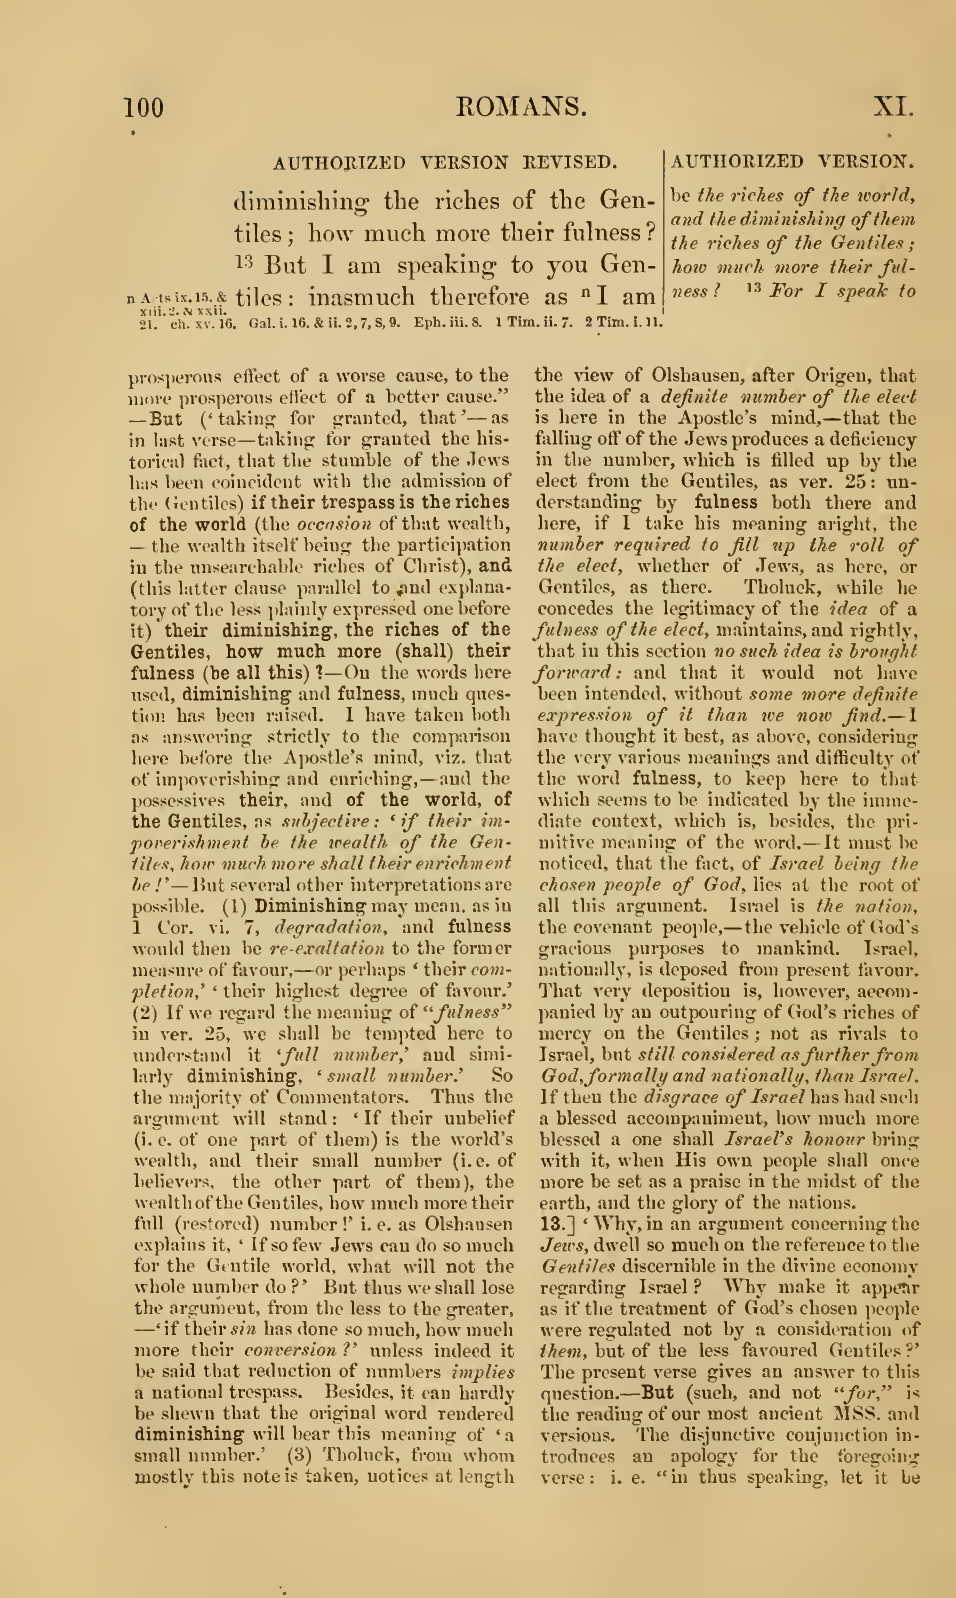 100 ROMANS. XI.
AUTHORIZED VERSION REVISED.
diminishing the riches of the Gen-
tiles; how much more their fulness?
13 But I am speaking to you Gen-
n Acts ix. 15. & tiles: inasmuch therefore as n I am
xiii. 2. & xxii.
21. ch. xv. 16. Gal. i. 16. & ii. 2, 7, 8, 9. Eph. iii. 8. 1 Tim. ii. 7. 2 Tim. i. 11.
AUTHORIZED VERSION.
be the riches of the world,
and the diminishing of them
the riches of the Gentiles;
how much more their ful-
ness? 13 For I speak to
prosperous effect of a worse cause, to the
more prosperous effect of a better cause."
—But ('taking for granted, that'—as
in last verse—taking for granted the his-
torical fact, that the stumble of the Jews
has been coincident with the admission of
the Gentiles) if their trespass is the riches
of the world (the occasion of that wealth,
—the wealth itself being the participation
in the unsearchable riches of Christ), and
(this latter clause parallel to and explana-
tory of the less plainly expressed one before
it) their diminishing, the riches of the
Gentiles, how much more (shall) their
fulness (be all this)?—On the words here
used, diminishing and fulness, much ques-
tion has been raised. I have taken both
as answering strictly to the comparison
here before the Apostle's mind, viz. that
of impoverishing and enriching,—and the
possessives their, and of the world, of
the Gentiles, as subjective: 'if their im-
poverishment be the wealth of the Gen-
tiles, how much more shall their enrichment
be!'—But several other interpretations are
possible. (1) Diminishing may mean, as in
1 Cor. vi. 7, degradation, and fulness
would then be re-exaltation to the former
measure of favour,—or perhaps 'their com-
pletion,' 'their highest degree of favour.'
(2) If we regard the meaning of "fulness"
in ver. 25, we shall be tempted here to
understand it 'full number,' and simi-
larly diminishing, 'small number.' So
the majority of Commentators. Thus the
argument will stand: 'If their unbelief
(i. e. of one part of them) is the world's
wealth, and their small number (i. e. of
believers, the other part of them), the
wealth of the Gentiles, how much more their
full (restored) number!' i. e. as Olshausen
explains it, 'If so few Jews can do so much
for the Gentile world, what will not the
whole number do?' But thus we shall lose
the argument, from the less to the greater,
—'if their sin has done so much, how much
more their conversion?' unless indeed it
be said that reduction of numbers implies
a national trespass. Besides, it can hardly
be shewn that the original word rendered
diminishing will bear this meaning of 'a
small number.' (3) Tholuck, from whom
mostly this note is taken, notices at length
the view of Olshausen, after Origen, that
the idea of a definite number of the elect
is here in the Apostle's mind,—that the
falling off of the Jews produces a deficiency
in the number, which is filled up by the
elect from the Gentiles, as ver. 25: un-
derstanding by fulness both there and
here, if I take his meaning aright, the
number required to fill up the roll of
the elect, whether of Jews, as here, or
Gentiles, as there. Tholuck, while he
concedes the legitimacy of the idea of a
fulness of the elect, maintains, and rightly,
that in this section no such idea is brought
forward: and that it would not have
been intended, without some more definite
expression of it than we now find.—I
have thought it best, as above, considering
the very various meanings and difficulty of
the word fulness, to keep here to that
which seems to be indicated by the imme-
diate context, which is, besides, the pri-
mitive meaning of the word.—It must be
noticed, that the fact, of Israel being the
chosen people of God, lies at the root of
all this argument. Israel is the nation,
the covenant people,—the vehicle of God's
gracious purposes to mankind. Israel,
nationally, is deposed from present favour.
That very deposition is, however, accom-
panied by an outpouring of God's riches of
mercy on the Gentiles; not as rivals to
Israel, but still considered as further from
God, formally and nationally, than Israel.
If then the disgrace of Israel has had such
a blessed accompaniment, how much more
blessed a one shall Israel's honour bring
with it, when His own people shall once
more be set as a praise in the midst of the
earth, and the glory of the nations.
13.] 'Why, in an argument concerning the
Jews, dwell so much on the reference to the
Gentiles discernible in the divine economy
regarding Israel? Why make it appear
as if the treatment of God's chosen people
were regulated not by a consideration of
them, but of the less favoured Gentiles?'
The present verse gives an answer to this
question.—But (such, and not "for," is
the reading of our most ancient MSS. and
versions. The disjunctive conjunction in-
troduces an apology for the foregoing
verse: i. e. "in thus speaking, let it be